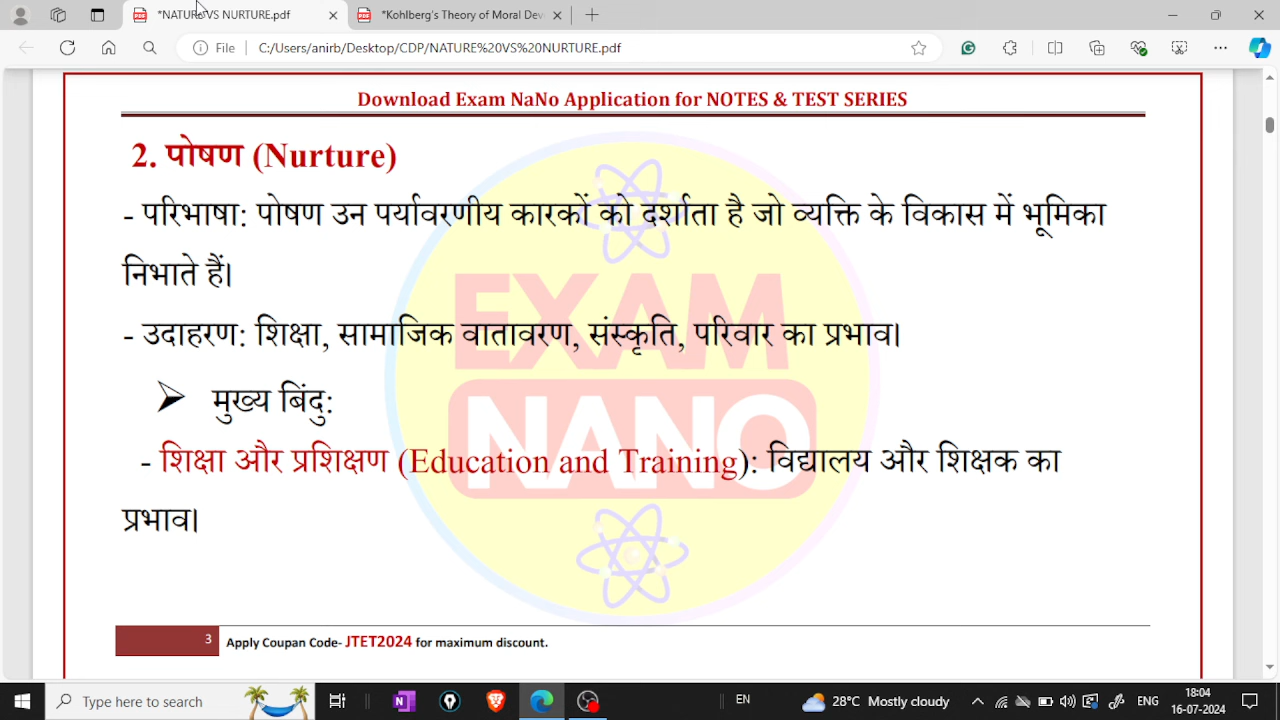 *NATURE VS NURTURE.pdf
*Kohlberg's Theory of Moral Dev
File C:/Users/anirb/Desktop/CDP/NATURE%20VS%20NURTURE.pdf
Download Exam NaNo Application for NOTES & TEST SERIES
2. पोषण (Nurture)
- परिभाषा: पोषण उन पर्यावरणीय कारकों को दर्शाता है जो व्यक्ति के विकास में भूमिका
निभाते हैं।
- उदाहरण: शिक्षा, सामाजिक वातावरण, संस्कृति, परिवार का प्रभाव।
EXAM
मुख्य बिंदु:
NANO
- शिक्षा और प्रशिक्षण (Education and Training): विद्यालय और शिक्षक का
प्रभाव।
3 Apply Coupan Code- JTET2024 for maximum discount.
Type here to search
EN
28°C Mostly cloudy
ENG
18:04
16-07-2024